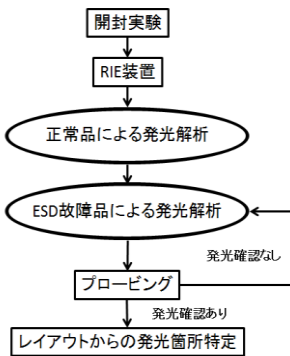 開封実験
RIE装置
正常品による発光解析
ESD故障品による発光解析
発光確認なし
プロービング
発光確認あり
レイアウトからの発光箇所特定